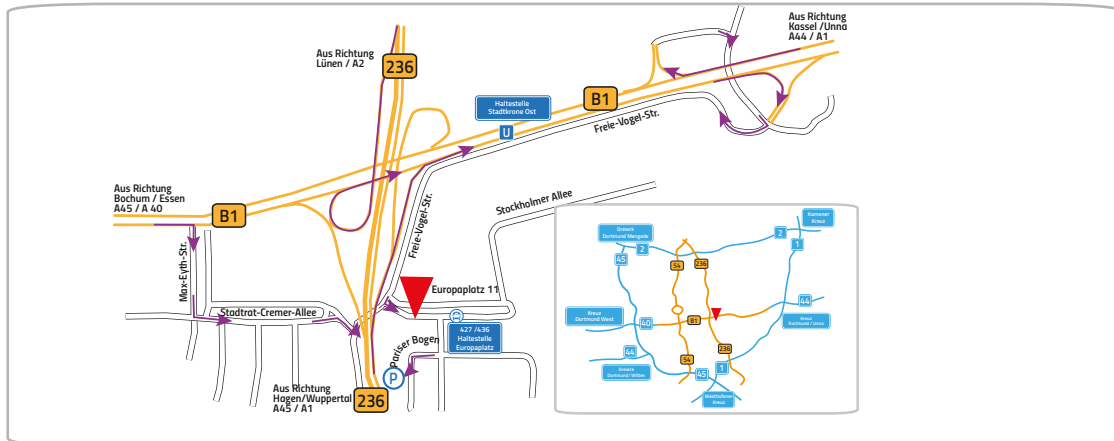 Aus Richtung
Kassel /Unna
A44 / A1
Aus Richtung
Lünen / A2
236
B1
Haltestelle
Stadtkrone Ost
U
Freie-Vogel-Str.
Aus Richtung
Bochum / Essen
A45 / A 40
B1
Stockholmer Allee
Freie-Vogel-Str.
Max-Eyth-Str.
Europaplatz 11
Stadtrat-Cremer-Allee
427 /436
Haltestelle
Europaplatz
Pariser Bogen
P
Aus Richtung
Hagen/Wuppertal
A45 / A1
236
Kamener
Kreuz
Dreieck
Dortmund Mengede
2
1
2
45
54
236
44
Kreuz
Dortmund West
40
B1
Kreuz
Dortmund / Unna
44
54
236
Dreieck
Dortmund/ Witten
45
1
Westhofener
Kreuz